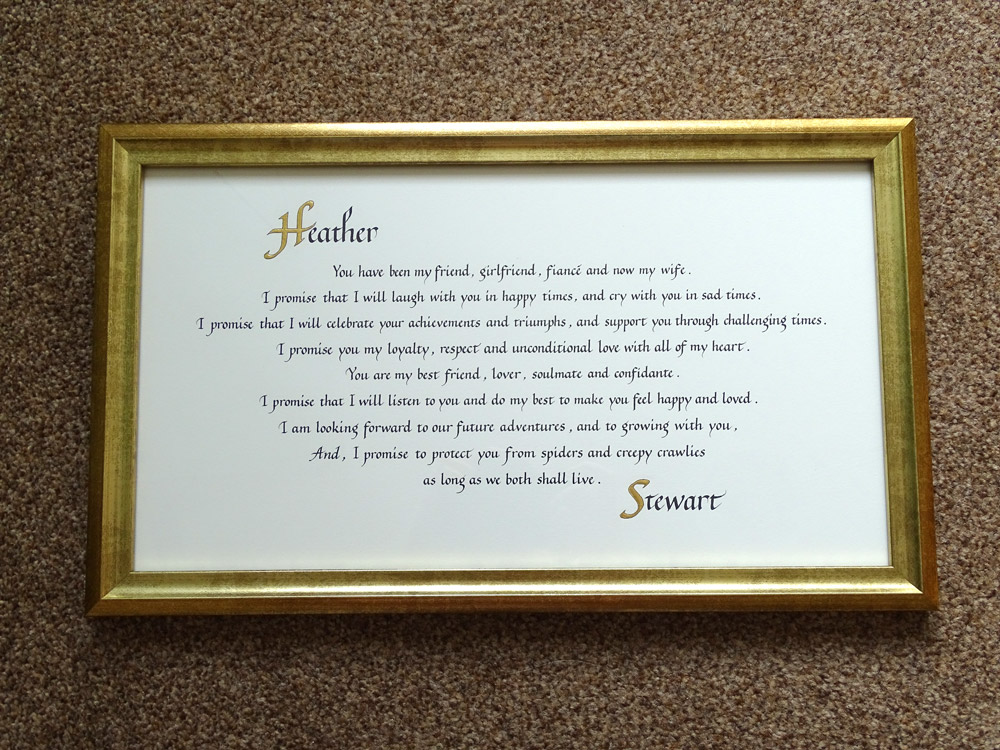 Heather
You have been my friend, girlfriend, fiancé and now my wife.
I promise that I will laugh with you in happy times, and cry with you in sad times.
I promise that I will celebrate your achievements and triumphs, and support you through challenging times.
I promise you my loyalty, respect and unconditional love with all of my heart.
You are my best friend, lover, soulmate and confidante.
I promise that I will listen to you and do my best to make you feel happy and loved.
I am looking forward to our future adventures, and to growing with you,
And, I promise to protect you from spiders and creepy crawlies
as long as we both shall live.
Stewart